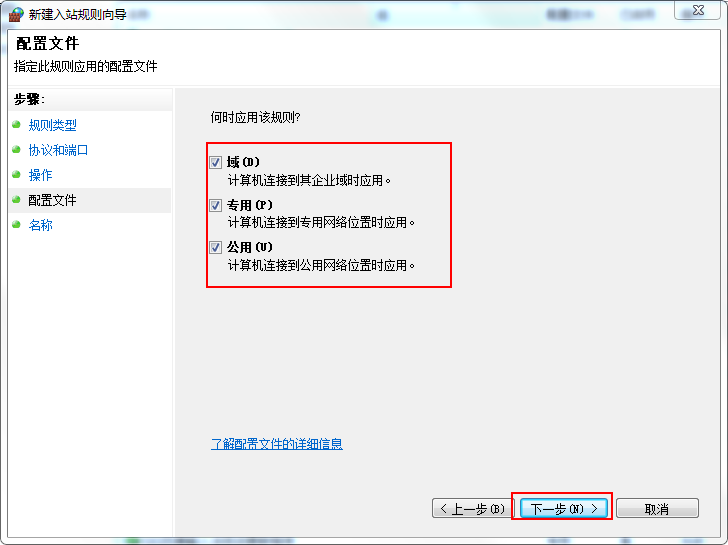 新建入站规则向导
配置文件
指定此规则应用的配置文件
步骤:
规则类型
协议和端口
操作
配置文件
名称
何时应用该规则?
域(D)
计算机连接到其企业域时应用。
专用(P)
计算机连接到专用网络位置时应用。
公用(U)
计算机连接到公用网络位置时应用。
了解配置文件的详细信息
< 上一步(B)
下一步(N) >
取消